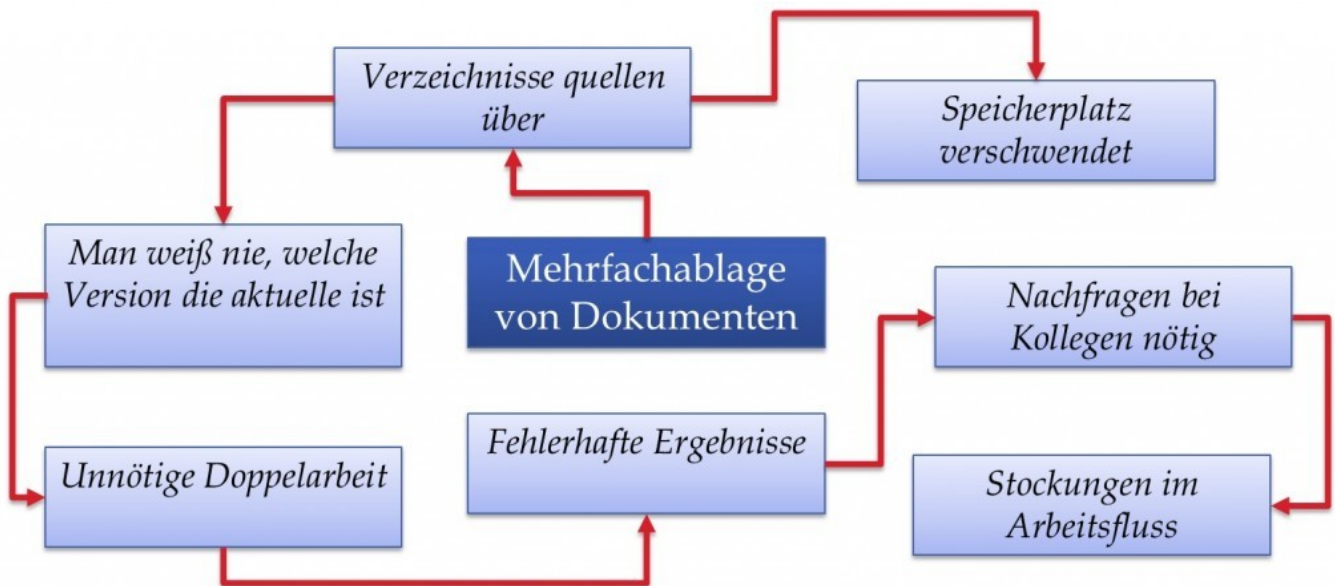 Verzeichnisse quellen
über
Speicherplatz
verschwendet
Man weiß nie, welche
Version die aktuelle ist
Mehrfachablage
von Dokumenten
Nachfragen bei
Kollegen nötig
Unnötige Doppelarbeit
Fehlerhafte Ergebnisse
Stockungen im
Arbeitsfluss